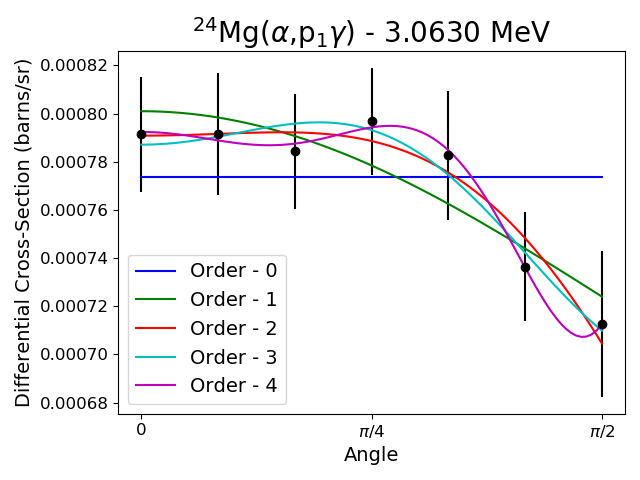 ²⁴Mg(α,p₁γ) - 3.0630 MeV
Differential Cross-Section (barns/sr)
0.00082
0.00080
0.00078
0.00076
0.00074
0.00072
0.00070
0.00068
Order - 0
Order - 1
Order - 2
Order - 3
Order - 4
0 π/4 π/2
Angle